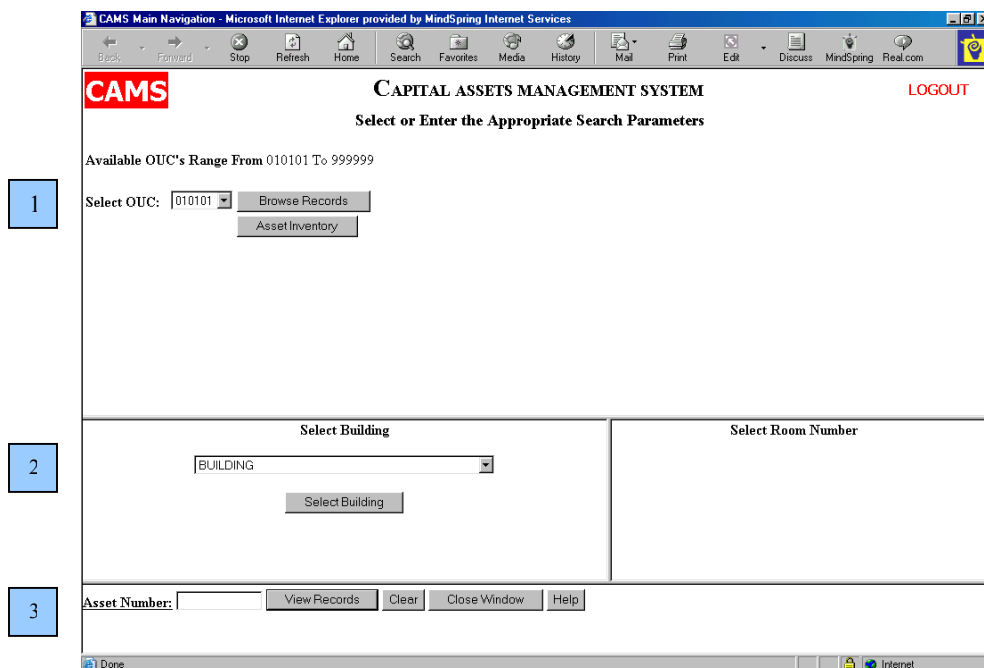 CAMS Main Navigation - Microsoft Internet Explorer provided by MindSpring Internet Services
Back Forward Stop Refresh Home Search Favorites Media History Mail Print Edit Discuss MindSpring Real.com
CAMS
CAPITAL ASSETS MANAGEMENT SYSTEM
LOGOUT
Select or Enter the Appropriate Search Parameters
Available OUC's Range From 010101 To 999999
1
Select OUC: 010101 Browse Records
Asset Inventory
Select Building
Select Room Number
2
BUILDING
Select Building
3
Asset Number: View Records Clear Close Window Help
Done Internet